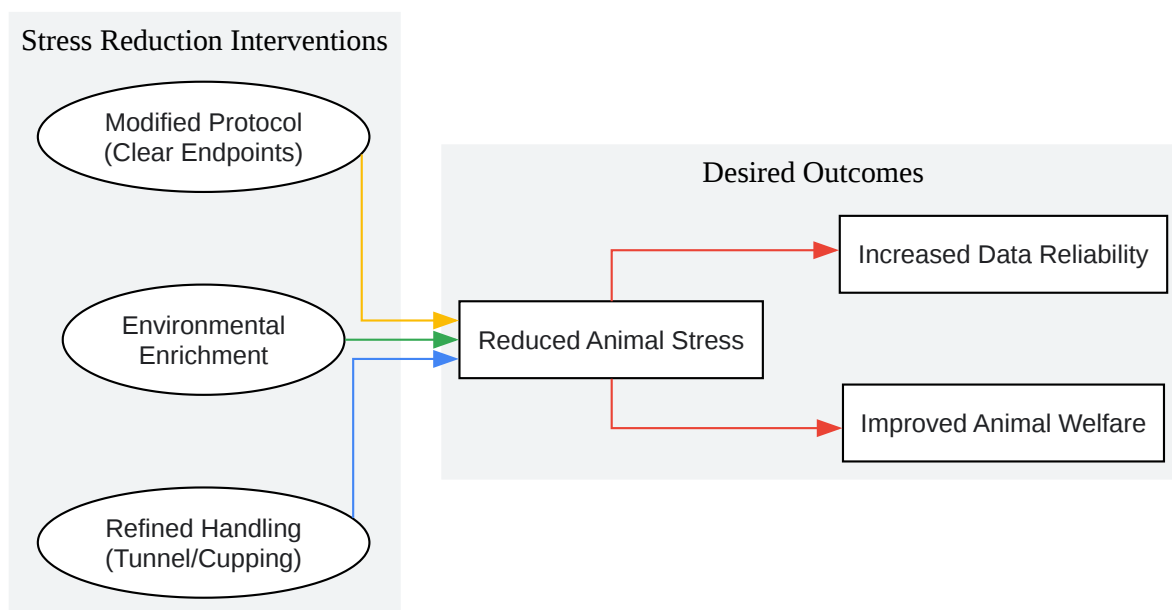 Stress Reduction Interventions
Modified Protocol
(Clear Endpoints)
Environmental
Enrichment
Refined Handling
(Tunnel/Cupping)
Desired Outcomes
Reduced Animal Stress
Increased Data Reliability
Improved Animal Welfare